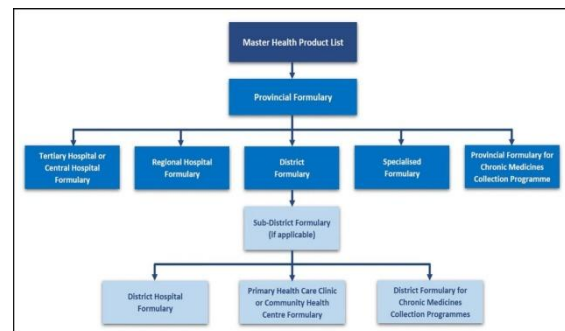 Master Health Product List
Provincial Formulary
Tertiary Hospital or
Central Hospital
Formulary
Regional Hospital
Formulary
District
Formulary
Specialised
Formulary
Provincial Formulary for
Chronic Medicines
Collection Programme
Sub-District Formulary
(if applicable)
District Hospital
Formulary
Primary Health Care Clinic
or Community Health
Centre Formulary
District Formulary for
Chronic Medicines
Collection Programmes